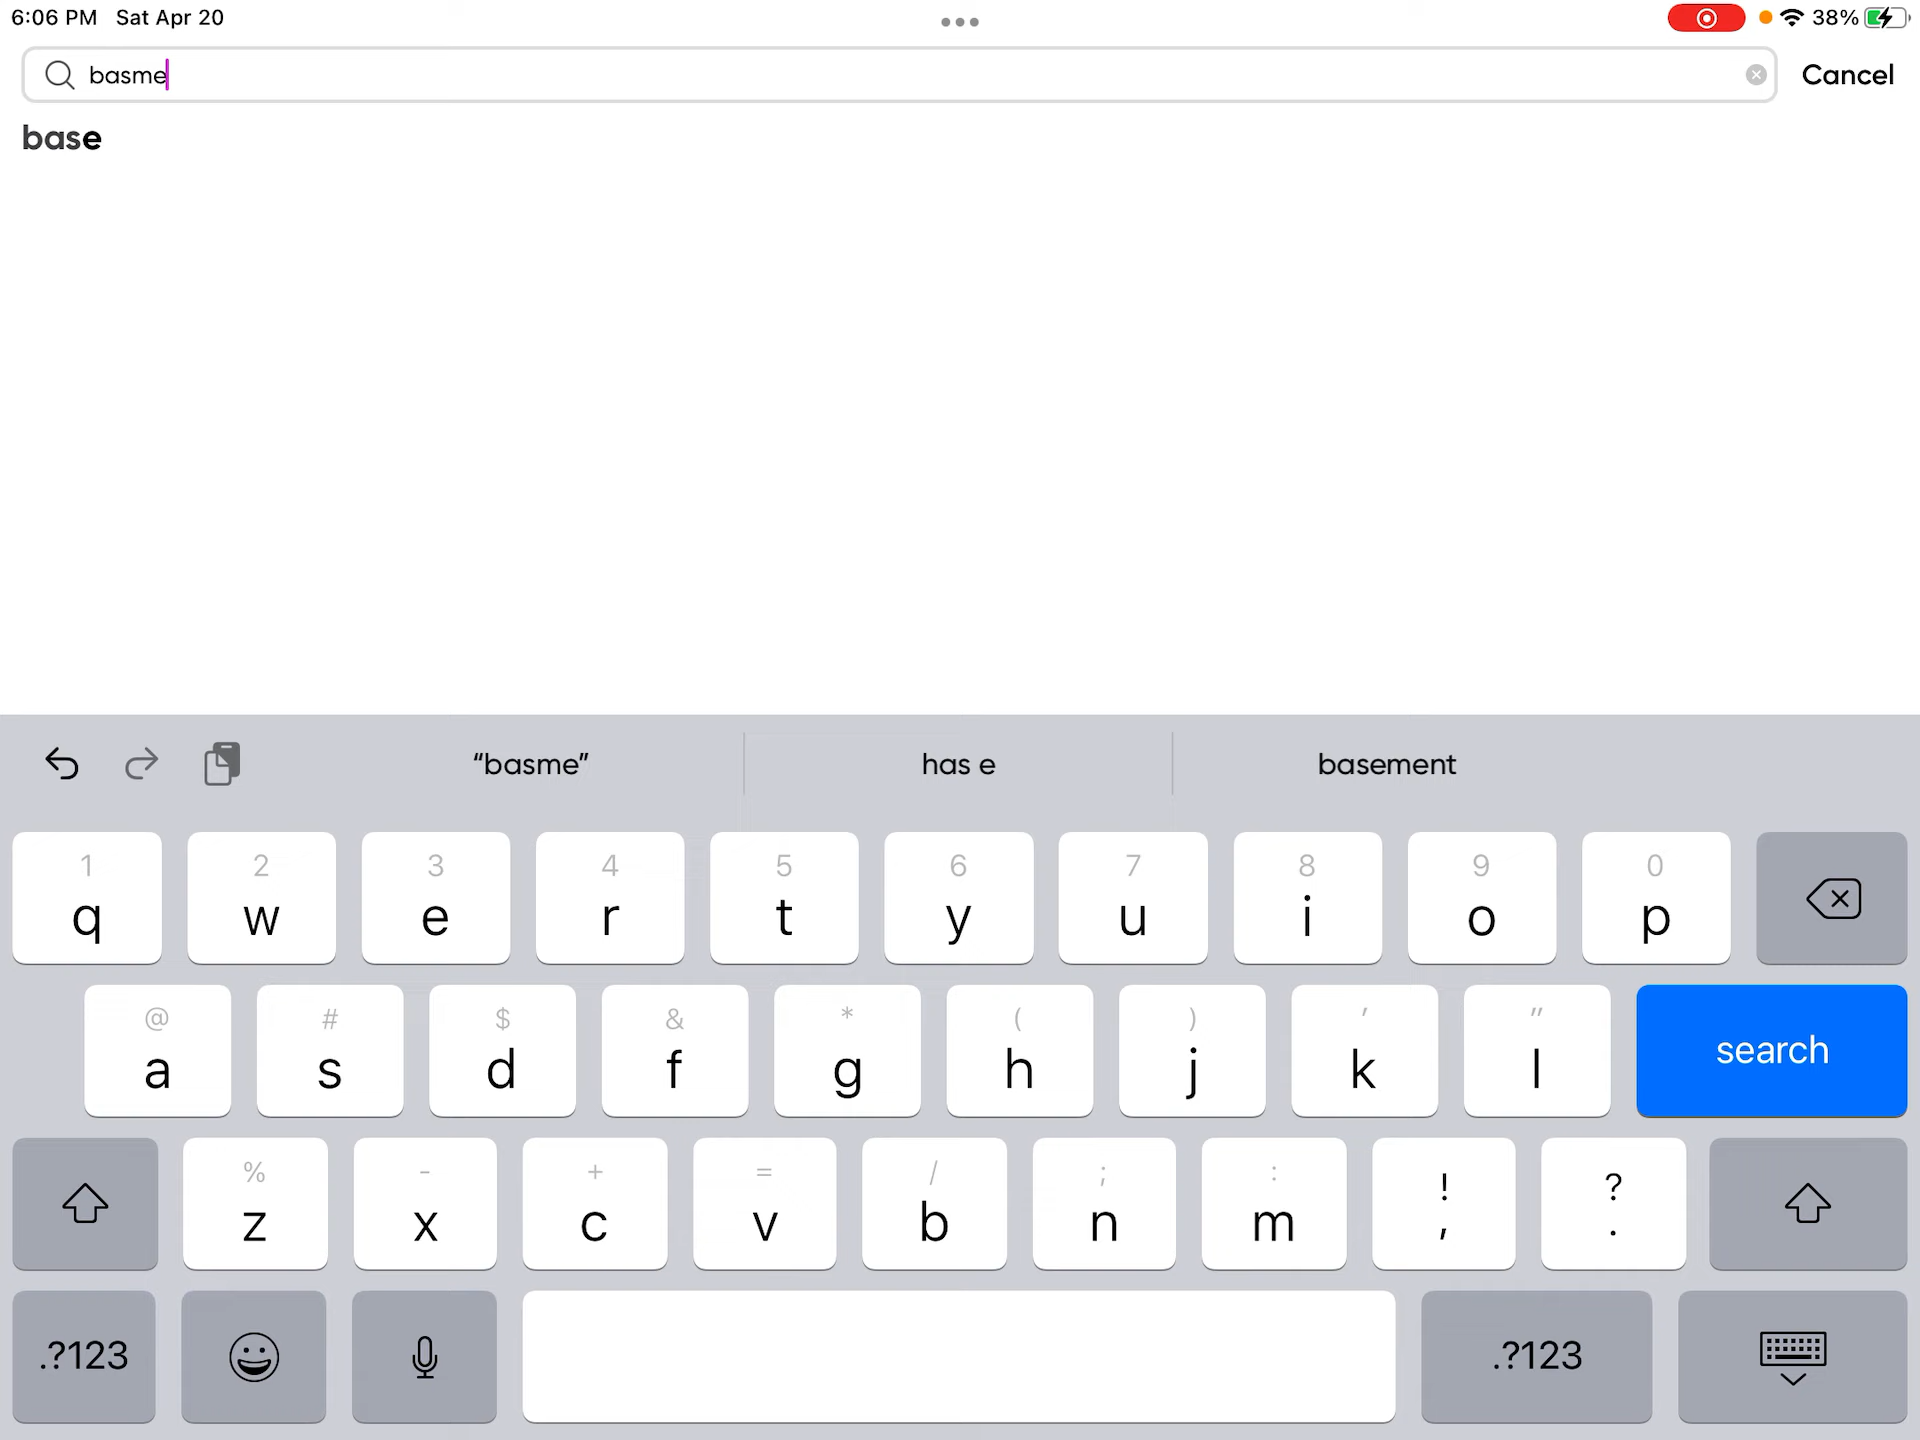 6:06 PM Sat Apr 20 38%
basme Cancel
base
“basme” has e basement
1 2 3 4 5 6 7 8 9 0
q w e r t y u i o p
@ # $ & * ( ) ' "
a s d f g h j k l search
% - + = / ; : ! ?
z x c v b n m , .
.?123 .?123